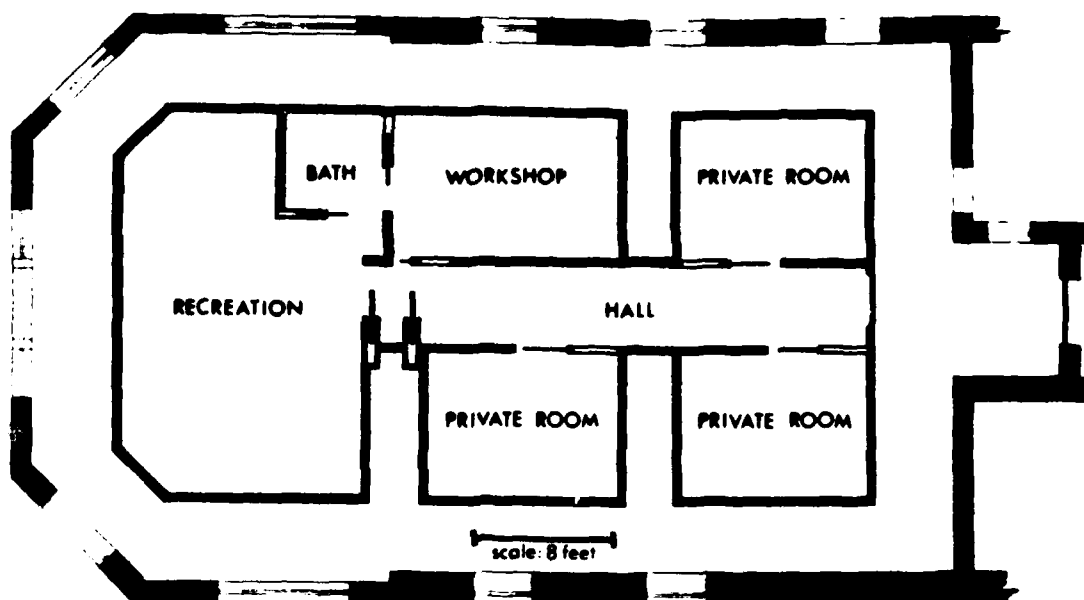 BATH
WORKSHOP
PRIVATE ROOM
RECREATION
HALL
PRIVATE ROOM
PRIVATE ROOM
scale: 8 feet